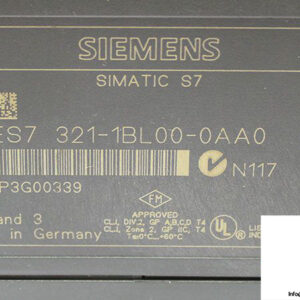 SIEMENS
SIMATIC S7
ES7 321-1BL00-0AA0
N117
P3G00339
and 3
in Germany
FM
APPROVED
CL.I, DIV.2, GP A,B,C,D T4
CL.I, Zone 2, GP IIC, T4
UL